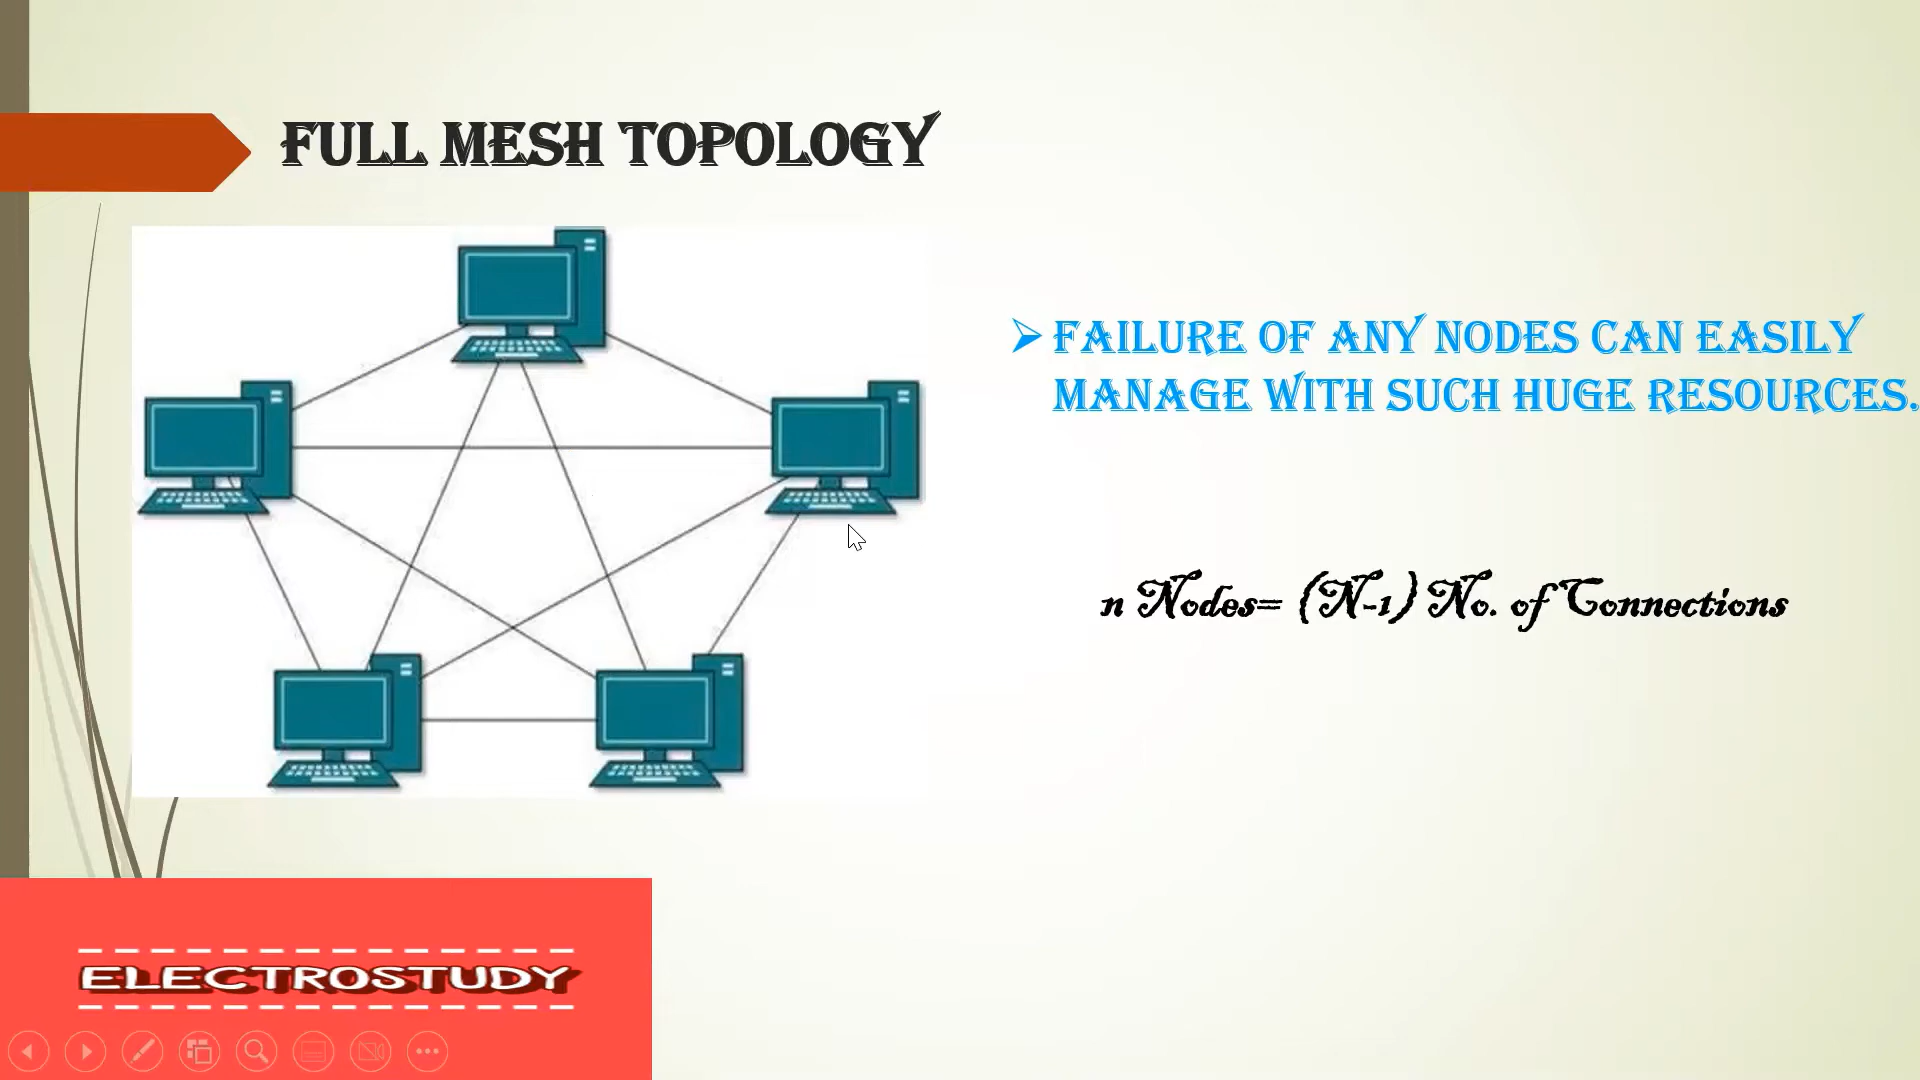 FULL MESH TOPOLOGY
FAILURE OF ANY NODES CAN EASILY
MANAGE WITH SUCH HUGE RESOURCES.
n Nodes= (N-1) No. of Connections
ELECTROSTUDY